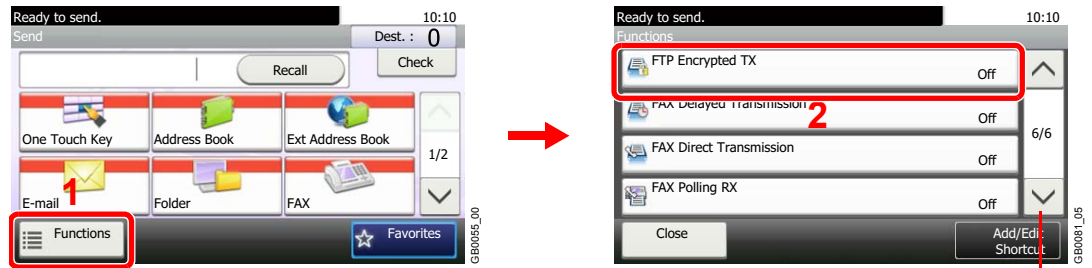 Ready to send.
10:10
Send
Dest. : 0
Recall
Check
One Touch Key
Address Book
Ext Address Book
1/2
E-mail
1
Folder
FAX
Functions
Favorites
GB0085_00
Ready to send.
10:10
Functions
FTP Encrypted TX
Off
FAX Delayed Transmission
2
Off
6/6
FAX Direct Transmission
Off
FAX Polling RX
Off
Close
Add/Edit
Shortcut
GB0081_05